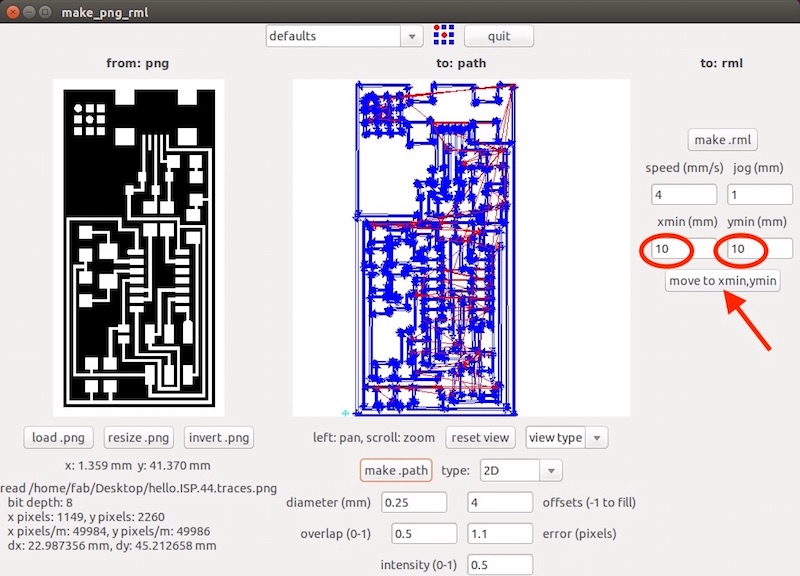 make_png_rml
defaults quit
from: png to: path to: rml
make .rml
speed (mm/s) jog (mm)
4 1
xmin (mm) ymin (mm)
10 10
move to xmin,ymin
load .png resize .png invert .png
left: pan, scroll: zoom reset view view type
x: 1.359 mm y: 41.370 mm
make .path type: 2D
read /home/fab/Desktop/hello.ISP.44.traces.png
bit depth: 8
x pixels: 1149, y pixels: 2260
x pixels/m: 49984, y pixels/m: 49986
dx: 22.987356 mm, dy: 45.212658 mm
diameter (mm) 0.25 4 offsets (-1 to fill)
overlap (0-1) 0.5 1.1 error (pixels)
intensity (0-1) 0.5